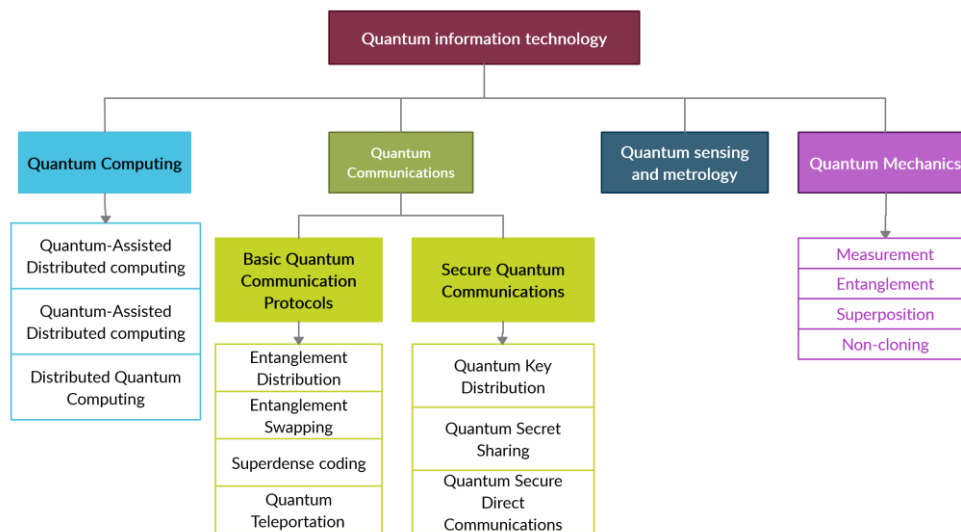 Quantum information technology
Quantum Computing
Quantum
Communications
Quantum sensing
and metrology
Quantum Mechanics
Quantum-Assisted
Distributed computing
Quantum-Assisted
Distributed computing
Distributed Quantum
Computing
Basic Quantum
Communication
Protocols
Entanglement
Distribution
Entanglement
Swapping
Superdense coding
Quantum
Teleportation
Secure Quantum
Communications
Quantum Key
Distribution
Quantum Secret
Sharing
Quantum Secure
Direct
Communications
Measurement
Entanglement
Superposition
Non-cloning